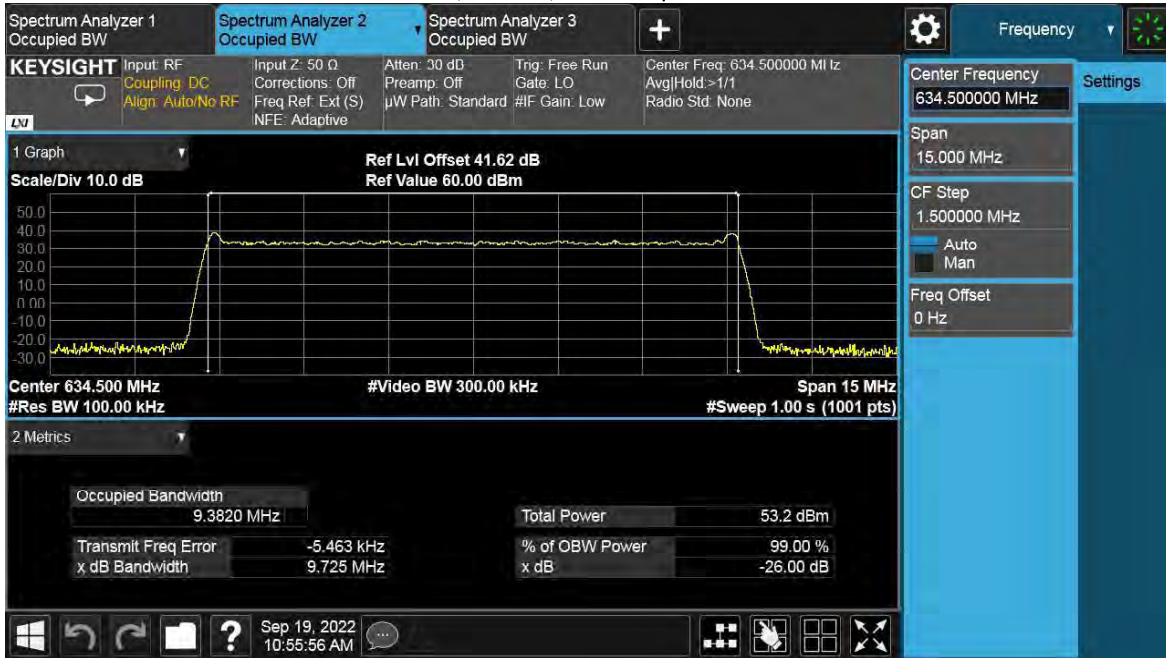 Spectrum Analyzer 1
Occupied BW
Spectrum Analyzer 2
Occupied BW
Spectrum Analyzer 3
Occupied BW
+
Frequency
KEYSIGHT
LXI
Input: RF
Coupling: DC
Align: Auto/No RF
Input Z: 50 Ω
Corrections: Off
Freq Ref: Ext (S)
NFE: Adaptive
Atten: 30 dB
Preamp: Off
µW Path: Standard
Trig: Free Run
Gate: LO
#IF Gain: Low
Center Freq: 634.500000 MHz
Avg|Hold:>1/1
Radio Std: None
Center Frequency
634.500000 MHz
Settings
Span
15.000 MHz
CF Step
1.500000 MHz
Auto
Man
Freq Offset
0 Hz
1 Graph
Scale/Div 10.0 dB
Ref Lvl Offset 41.62 dB
Ref Value 60.00 dBm
50.0
40.0
30.0
20.0
10.0
0.00
-10.0
-20.0
-30.0
Center 634.500 MHz
#Res BW 100.00 kHz
#Video BW 300.00 kHz
Span 15 MHz
#Sweep 1.00 s (1001 pts)
2 Metrics
Occupied Bandwidth
9.3820 MHz
Total Power 53.2 dBm
Transmit Freq Error -5.463 kHz
% of OBW Power 99.00 %
x dB Bandwidth 9.725 MHz
x dB -26.00 dB
?
Sep 19, 2022
10:55:56 AM